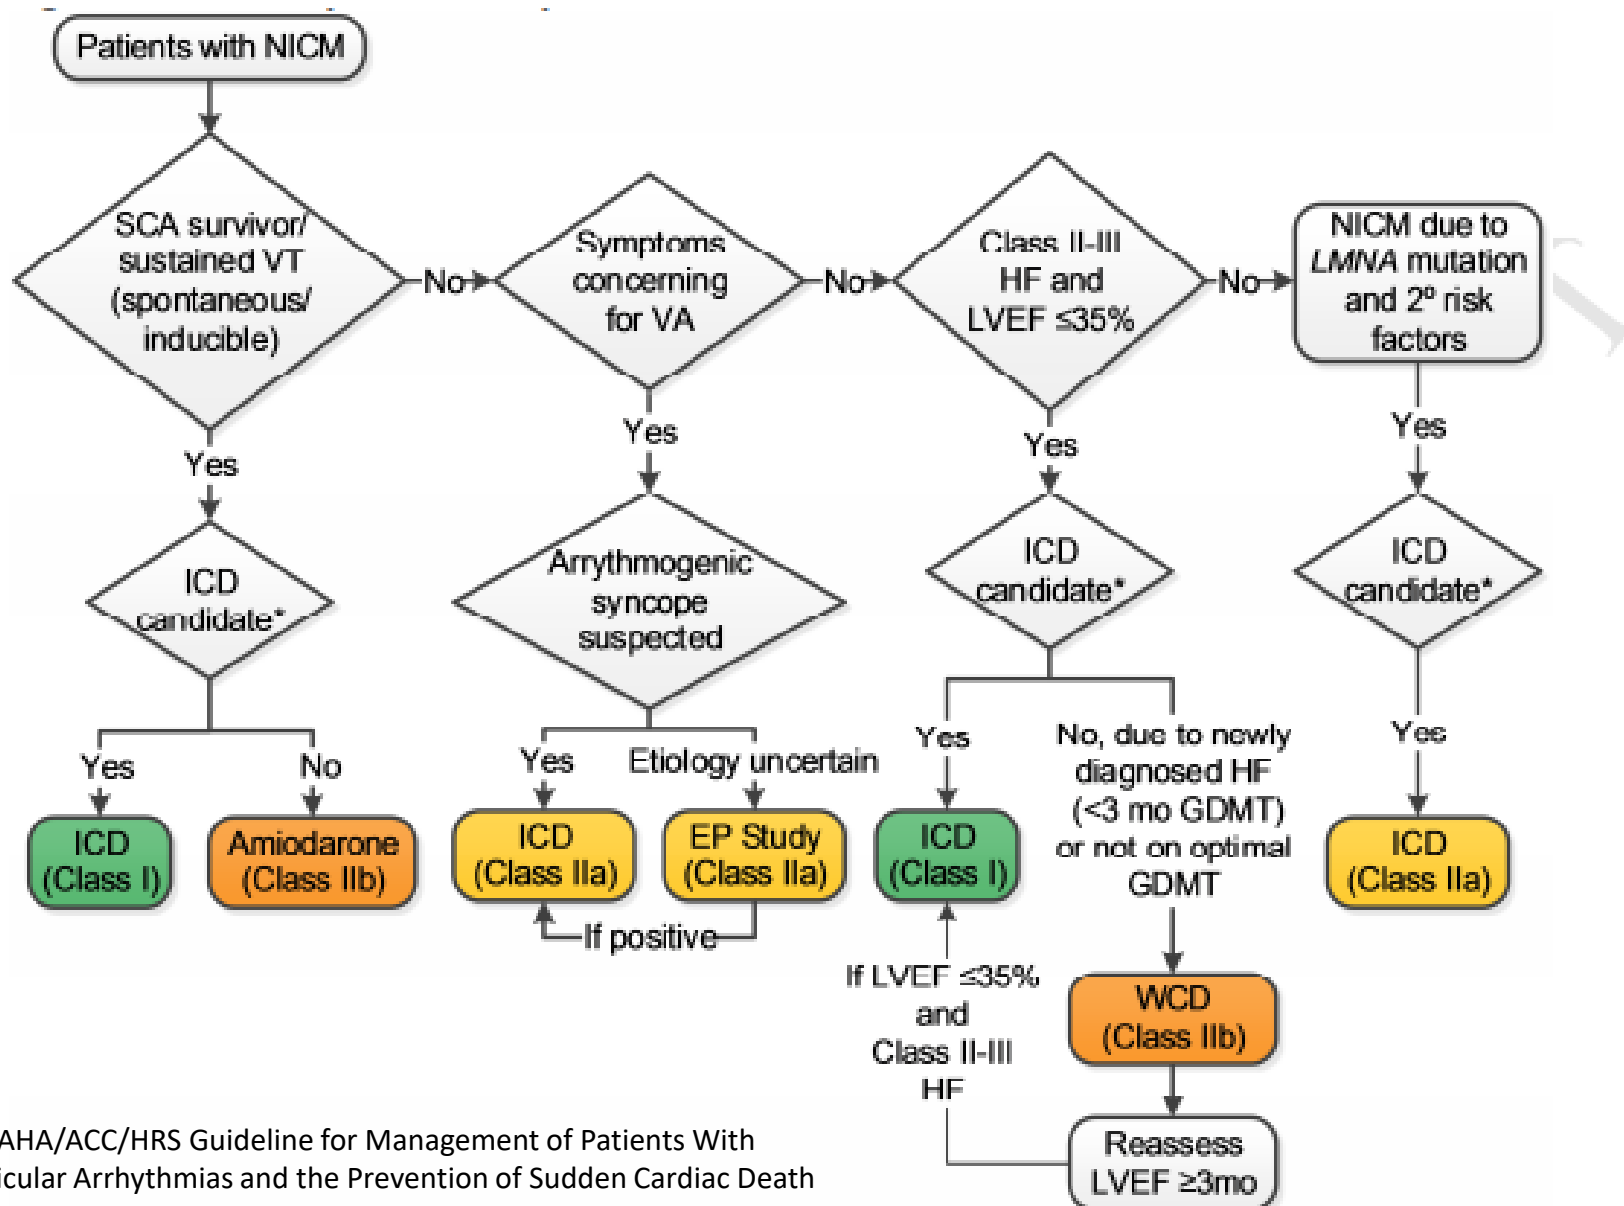 Patients with NICM
SCA survivor/
sustained VT
(spontaneous/
inducible)
No
Symptoms
concerning
for VA
No
Class II-III
HF and
LVEF ≤35%
No
NICM due to
LMNA mutation
and 2º risk
factors
Yes
Yes
Yes
Yes
ICD
candidate*
Arrythmogenic
syncope
suspected
ICD
candidate*
ICD
candidate*
Yes
No
Yes
Etiology uncertain
Yes
No, due to newly
diagnosed HF
(<3 mo GDMT)
or not on optimal
GDMT
Yes
ICD
(Class I)
Amiodarone
(Class IIb)
ICD
(Class IIa)
EP Study
(Class IIa)
If positive
ICD
(Class I)
ICD
(Class IIa)
If LVEF ≤35%
and
Class II-III
HF
WCD
(Class IIb)
Reassess
LVEF ≥3mo
AHA/ACC/HRS Guideline for Management of Patients With
icular Arrhythmias and the Prevention of Sudden Cardiac Death